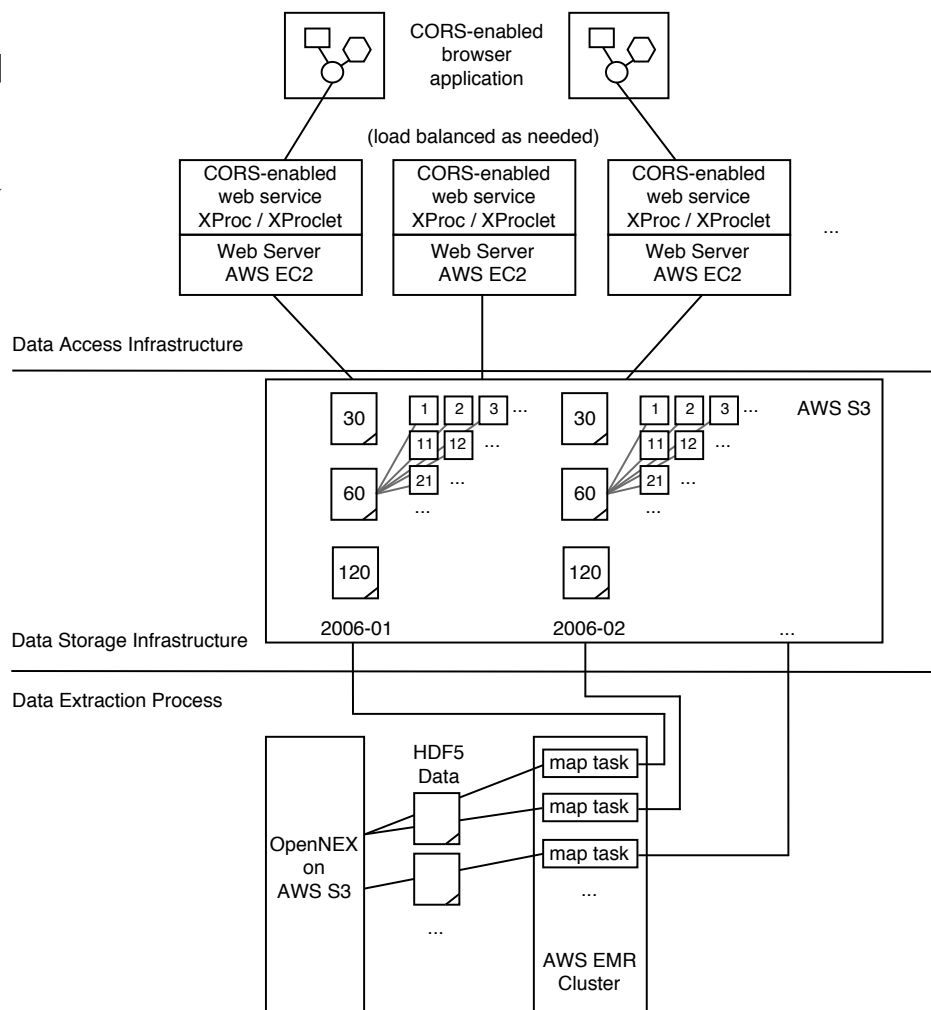 CORS-enabled
browser
application
(load balanced as needed)
CORS-enabled
web service
XProc / XProclet
Web Server
AWS EC2
CORS-enabled
web service
XProc / XProclet
Web Server
AWS EC2
CORS-enabled
web service
XProc / XProclet
Web Server
AWS EC2
...
Data Access Infrastructure
AWS S3
30
1 2 3 ...
11 12 ...
60
21 ...
...
120
2006-01
30
1 2 3 ...
11 12 ...
60
21 ...
...
120
2006-02
...
Data Storage Infrastructure
Data Extraction Process
OpenNEX
on
AWS S3
HDF5
Data
...
map task
map task
map task
...
AWS EMR
Cluster